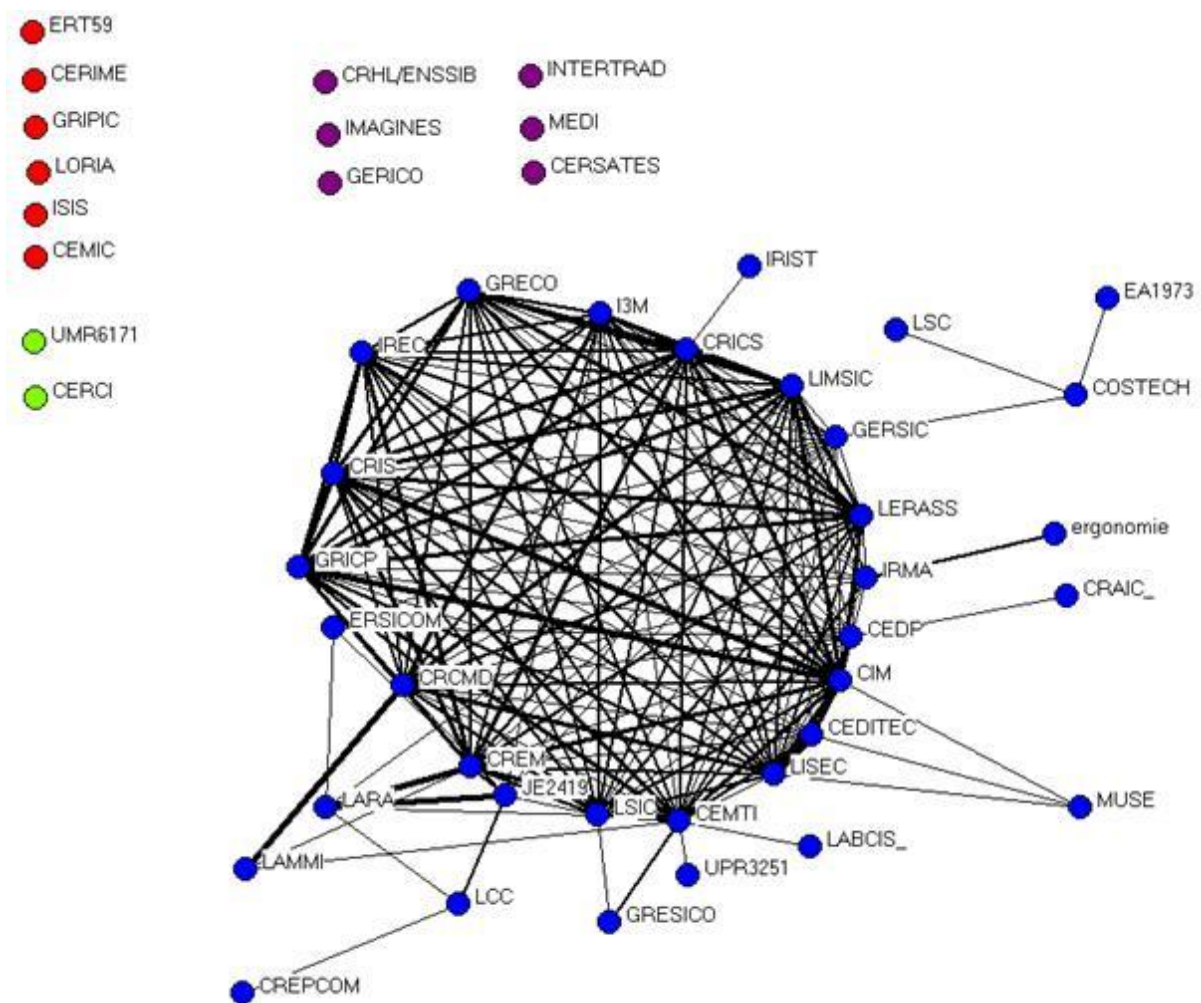 ERT59
CERIME
GRIPIC
LORIA
ISIS
CEMIC
UMR6171
CERCI
CRHL/ENSSIB
INTERTRAD
IMAGINES
MEDI
GERICO
CERSATES
IRIST
GRECO
I3M
EA1973
LSC
CRICS
IREC
LIMSIC
COSTECH
GERSIC
CRIS
LERASS
ergonomie
GRICP
IRMA
CRAIC_
ERSICOM
CEDP
CRCMD
CIM
CEDITEC
CREM
LISEC
JE2419
LARA
LSIC
CEMTI
MUSE
LABCIS_
LAMMI
UPR3251
LCC
GRESICO
CREPCOM